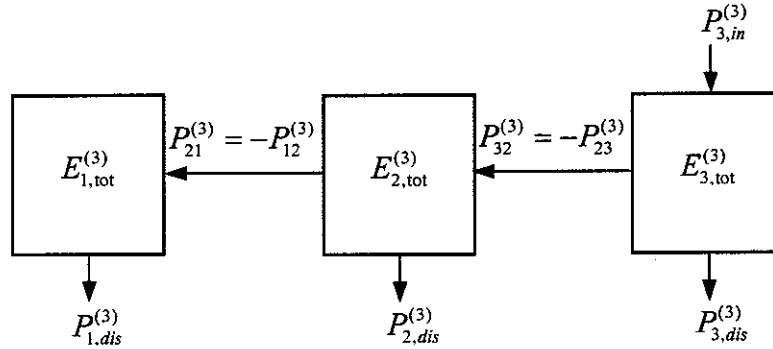 P_{3,in}^{(3)}
P_{21}^{(3)} = -P_{12}^{(3)}
P_{32}^{(3)} = -P_{23}^{(3)}
E_{1,tot}^{(3)}
E_{2,tot}^{(3)}
E_{3,tot}^{(3)}
P_{1,dis}^{(3)}
P_{2,dis}^{(3)}
P_{3,dis}^{(3)}